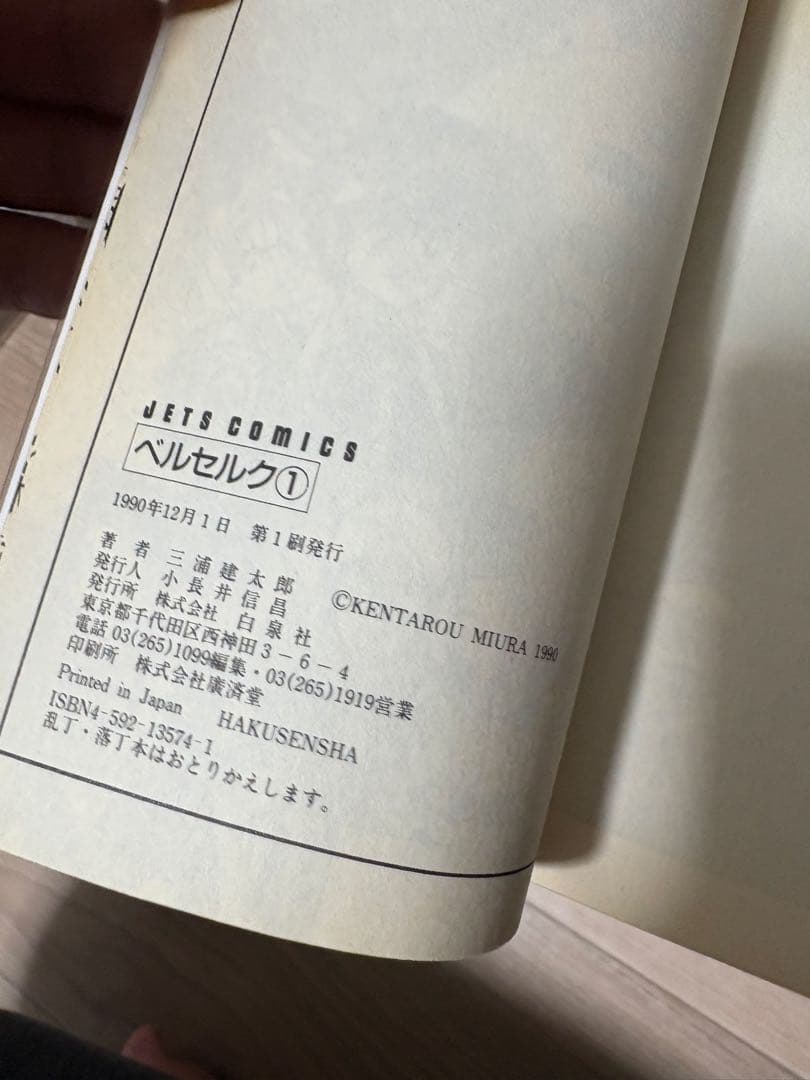 JETS COMICS
ベルセルク①
1990年12月1日 第1刷発行
著者 三浦建太郎
©KENTAROU MIURA 1990
発行人 小長井信昌
発行所 株式会社 白泉社
東京都千代田区西神田3-6-4
電話 03(265)1099編集・03(265)1919営業
印刷所 株式会社廣済堂
Printed in Japan HAKUSENSHA
ISBN4-592-13574-1
乱丁・落丁本はおとりかえします。